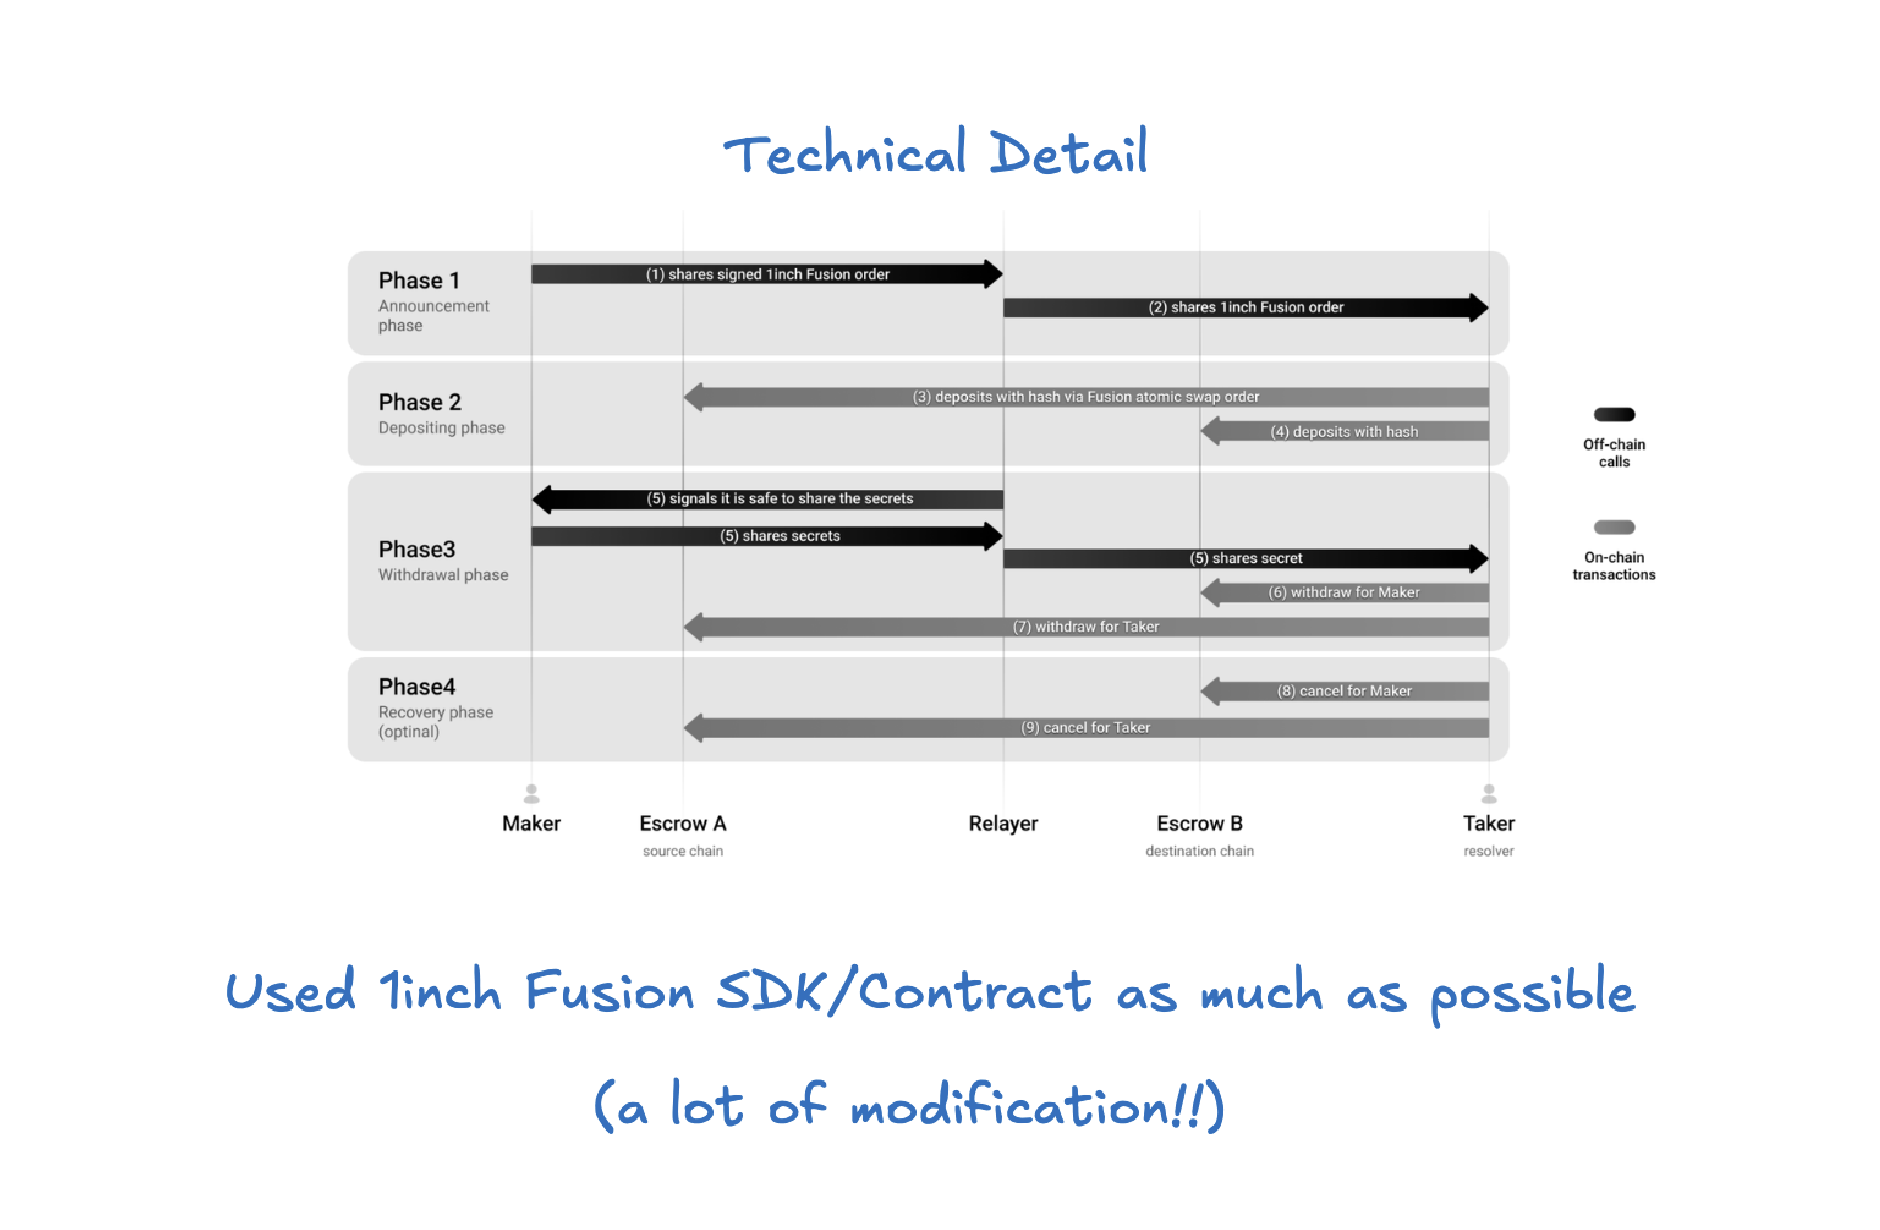 Technical Detail
Phase 1
Announcement
phase
(1) shares signed 1inch Fusion order
(2) shares 1inch Fusion order
Phase 2
Depositing phase
(3) deposits with hash via Fusion atomic swap order
(4) deposits with hash
Phase3
Withdrawal phase
(5) signals it is safe to share the secrets
(5) shares secrets
(5) shares secret
(6) withdraw for Maker
(7) withdraw for Taker
Phase4
Recovery phase
(optinal)
(8) cancel for Maker
(9) cancel for Taker
Off-chain
calls
On-chain
transactions
Maker
Escrow A
source chain
Relayer
Escrow B
destination chain
Taker
resolver
Used 1inch Fusion SDK/Contract as much as possible
(a lot of modification!!)